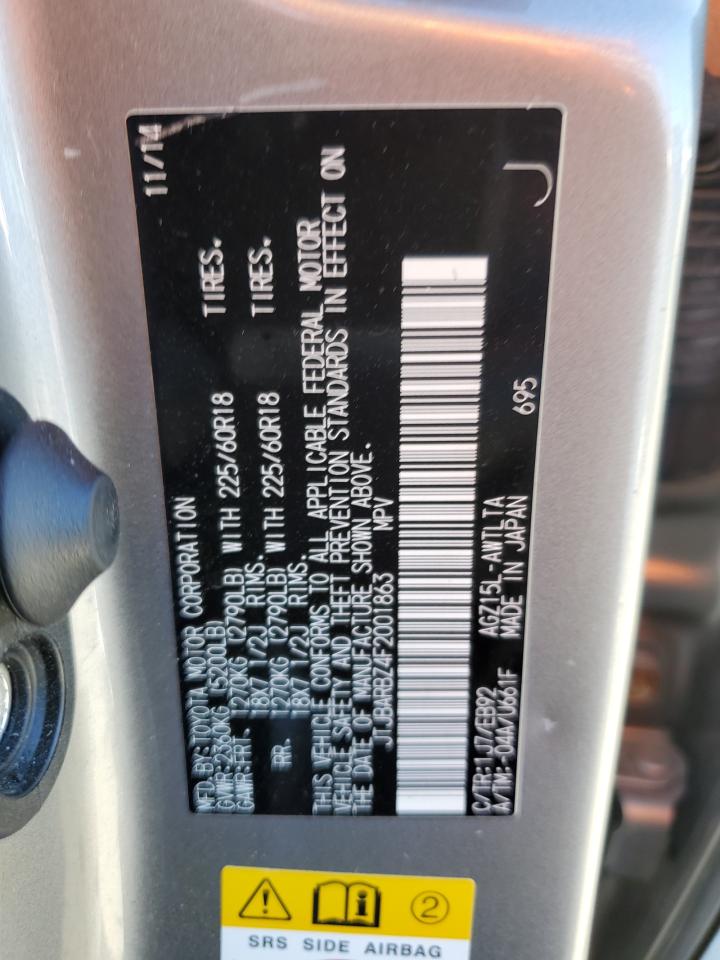 MFD. BY: TOYOTA MOTOR CORPORATION 11/14
GVWR: 2360KG (5200LB)
GAWR: FRT. 1270KG (2790LB) WITH 225/60R18 TIRES.
18X7 1/2J RIMS.
RR. 1270KG (2790LB) WITH 225/60R18 TIRES.
18X7 1/2J RIMS.
THIS VEHICLE CONFORMS TO ALL APPLICABLE FEDERAL MOTOR
VEHICLE SAFETY AND THEFT PREVENTION STANDARDS IN EFFECT ON
THE DATE OF MANUFACTURE SHOWN ABOVE.
JTJBARBZ4F2001863 MPV
C/TR: 1J7/EB92 AGZ15L-AWTLTA
A/TM: -04A/U661F MADE IN JAPAN 695
J
2
SRS SIDE AIRBAG